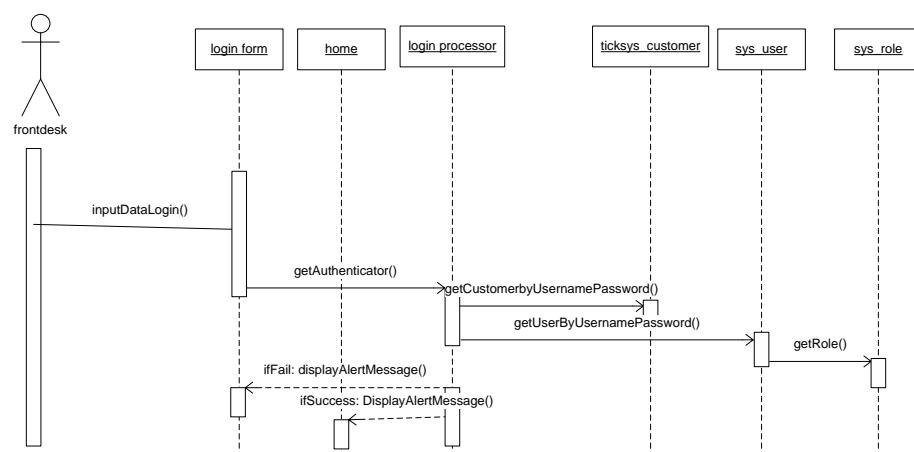 login form
home
login processor
ticksys_customer
sys_user
sys_role
frontdesk
inputDataLogin()
getAuthenticator()
getCustomerbyUsernamePassword()
getUserByUsernamePassword()
getRole()
ifFail: displayAlertMessage()
ifSuccess: DisplayAlertMessage()